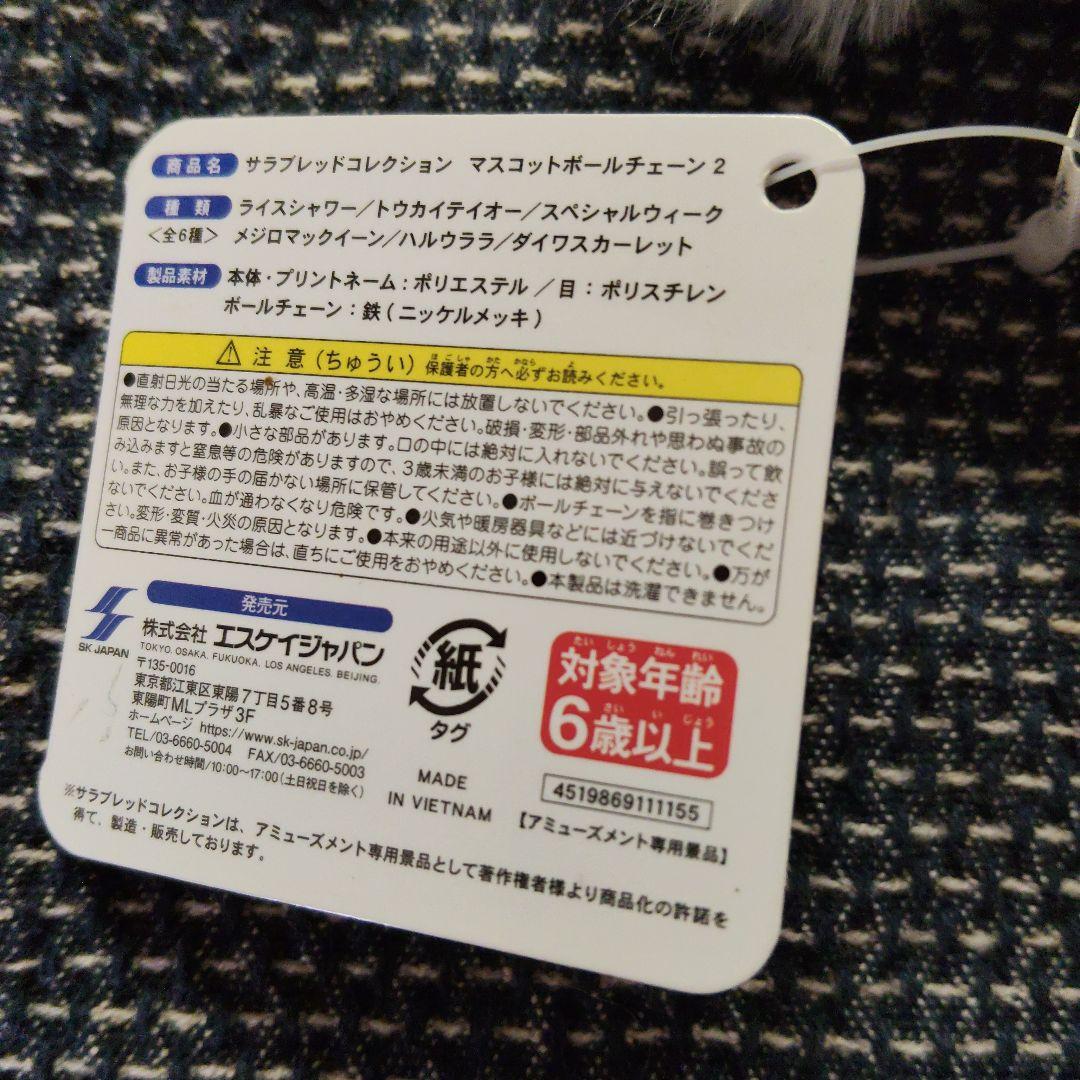 商品名 サラブレッドコレクション マスコットボールチェーン2
種類 ライスシャワー/トウカイテイオー/スペシャルウィーク
<全6種> メジロマックイーン/ハルウララ/ダイワスカーレット
製品素材 本体・プリントネーム:ポリエステル/目:ポリスチレン
ボールチェーン:鉄(ニッケルメッキ)
⚠ 注意(ちゅうい) 保護者の方へ必ずお読みください。
●直射日光の当たる場所や、高温・多湿な場所には放置しないでください。●引っ張ったり、
無理な力を加えたり、乱暴なご使用はおやめください。破損・変形・部品外れや思わぬ事故の
原因となります。●小さな部品があります。口の中には絶対に入れないでください。誤って飲
み込みますと窒息等の危険がありますので、3歳未満のお子様には絶対に与えないでくださ
い。また、お子様の手の届かない場所に保管してください。●ボールチェーンを指に巻きつけ
ないでください。血が通わなくなり危険です。●火気や暖房器具などには近づけないでくだ
さい。変形・変質・火災の原因となります。●本来の用途以外に使用しないでください。●万が
一商品に異常があった場合は、直ちにご使用をおやめください。●本製品は洗濯できません。
発売元
SK JAPAN
株式会社 エスケイジャパン
TOKYO. OSAKA. FUKUOKA. LOS ANGELES. BEIJING.
〒135-0016
東京都江東区東陽7丁目5番8号
東陽町MLプラザ3F
ホームページ https://www.sk-japan.co.jp/
TEL/03-6660-5004 FAX/03-6660-5003
お問い合わせ時間/10:00〜17:00(土日祝日を除く)
紙
タグ
MADE
IN VIETNAM
たいしょうねんれい
対象年齢
さいいじょう
6歳以上
4519869111155
【アミューズメント専用景品】
※サラブレッドコレクションは、アミューズメント専用景品として著作権者様より商品化の許諾を
得て、製造・販売しております。